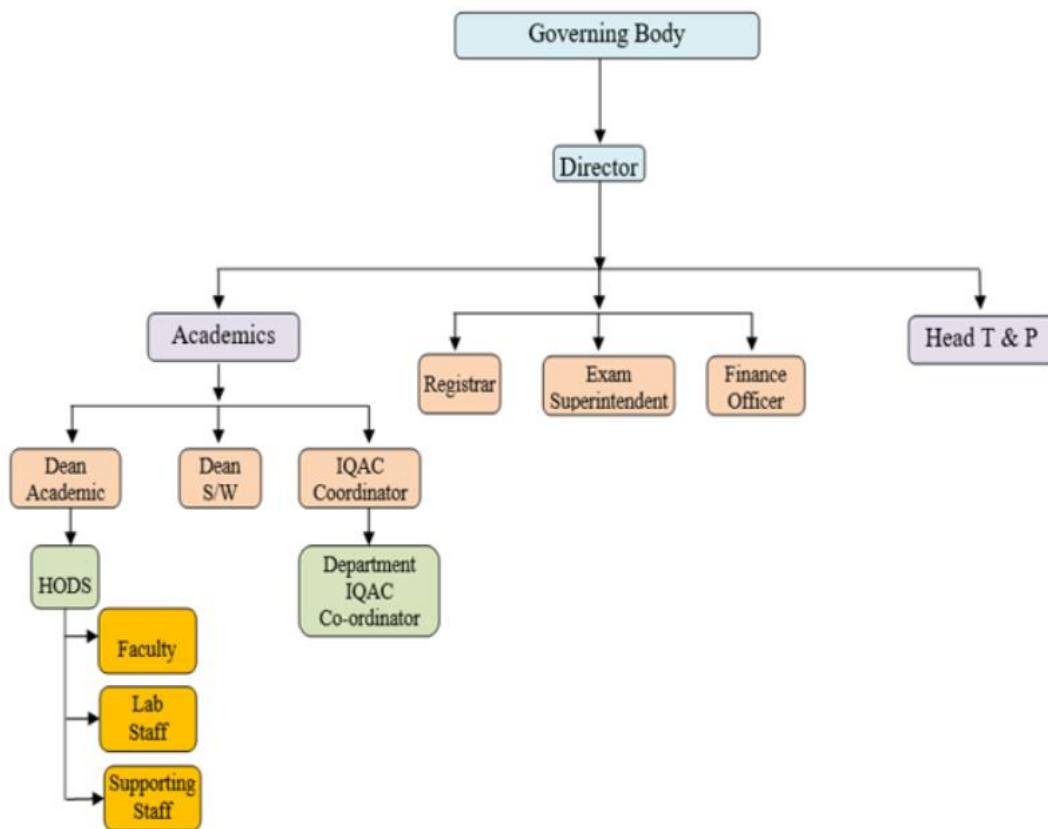 Governing Body
Director
Academics
Head T & P
Registrar
Exam
Superintendent
Finance
Officer
Dean
Academic
Dean
S/W
IQAC
Coordinator
HODS
Department
IQAC
Co-ordinator
Faculty
Lab
Staff
Supporting
Staff